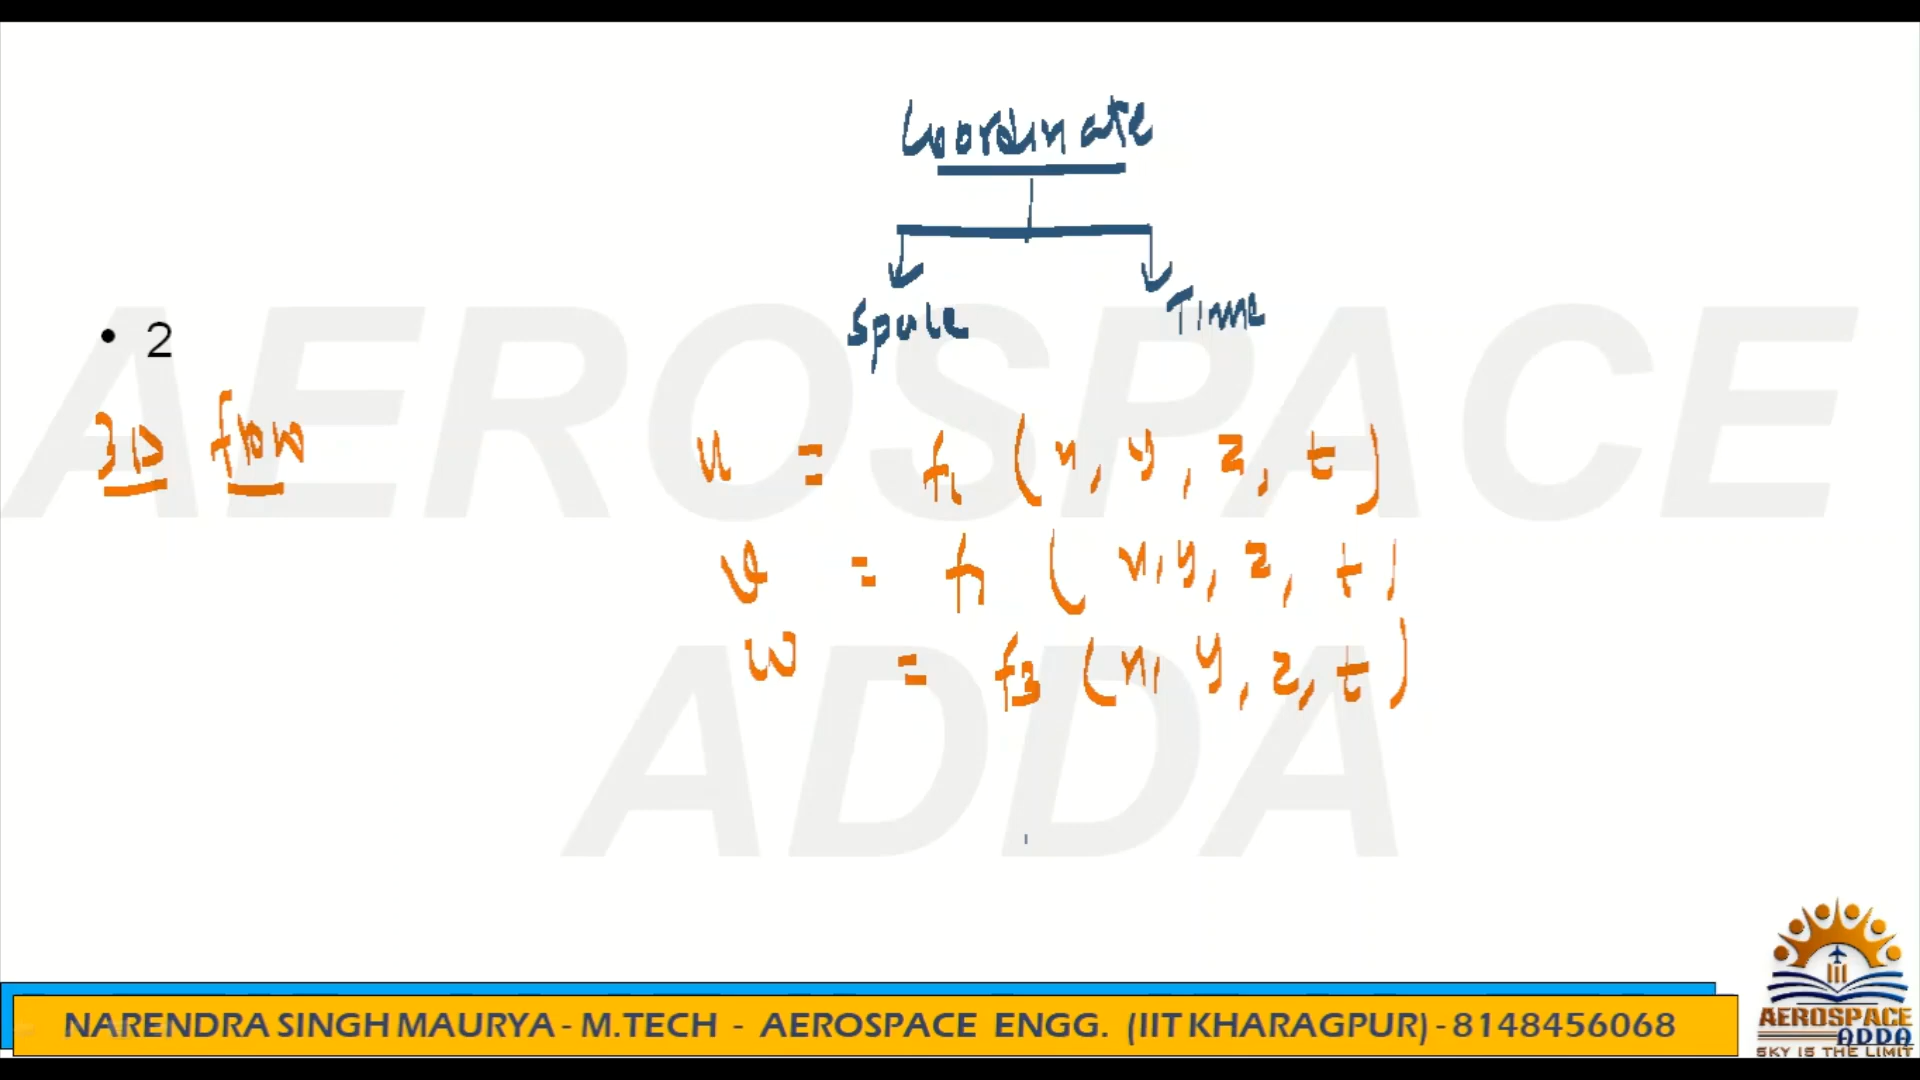 Coordinate
Space
Time
• 2
3D flow
u = f1 (x, y, z, t)
v = f2 (x, y, z, t)
w = f3 (x, y, z, t)
AEROSPACE
ADDA
NARENDRA SINGH MAURYA - M.TECH - AEROSPACE ENGG. (IIT KHARAGPUR) - 8148456068
AEROSPACE
ADDA
SKY IS THE LIMIT